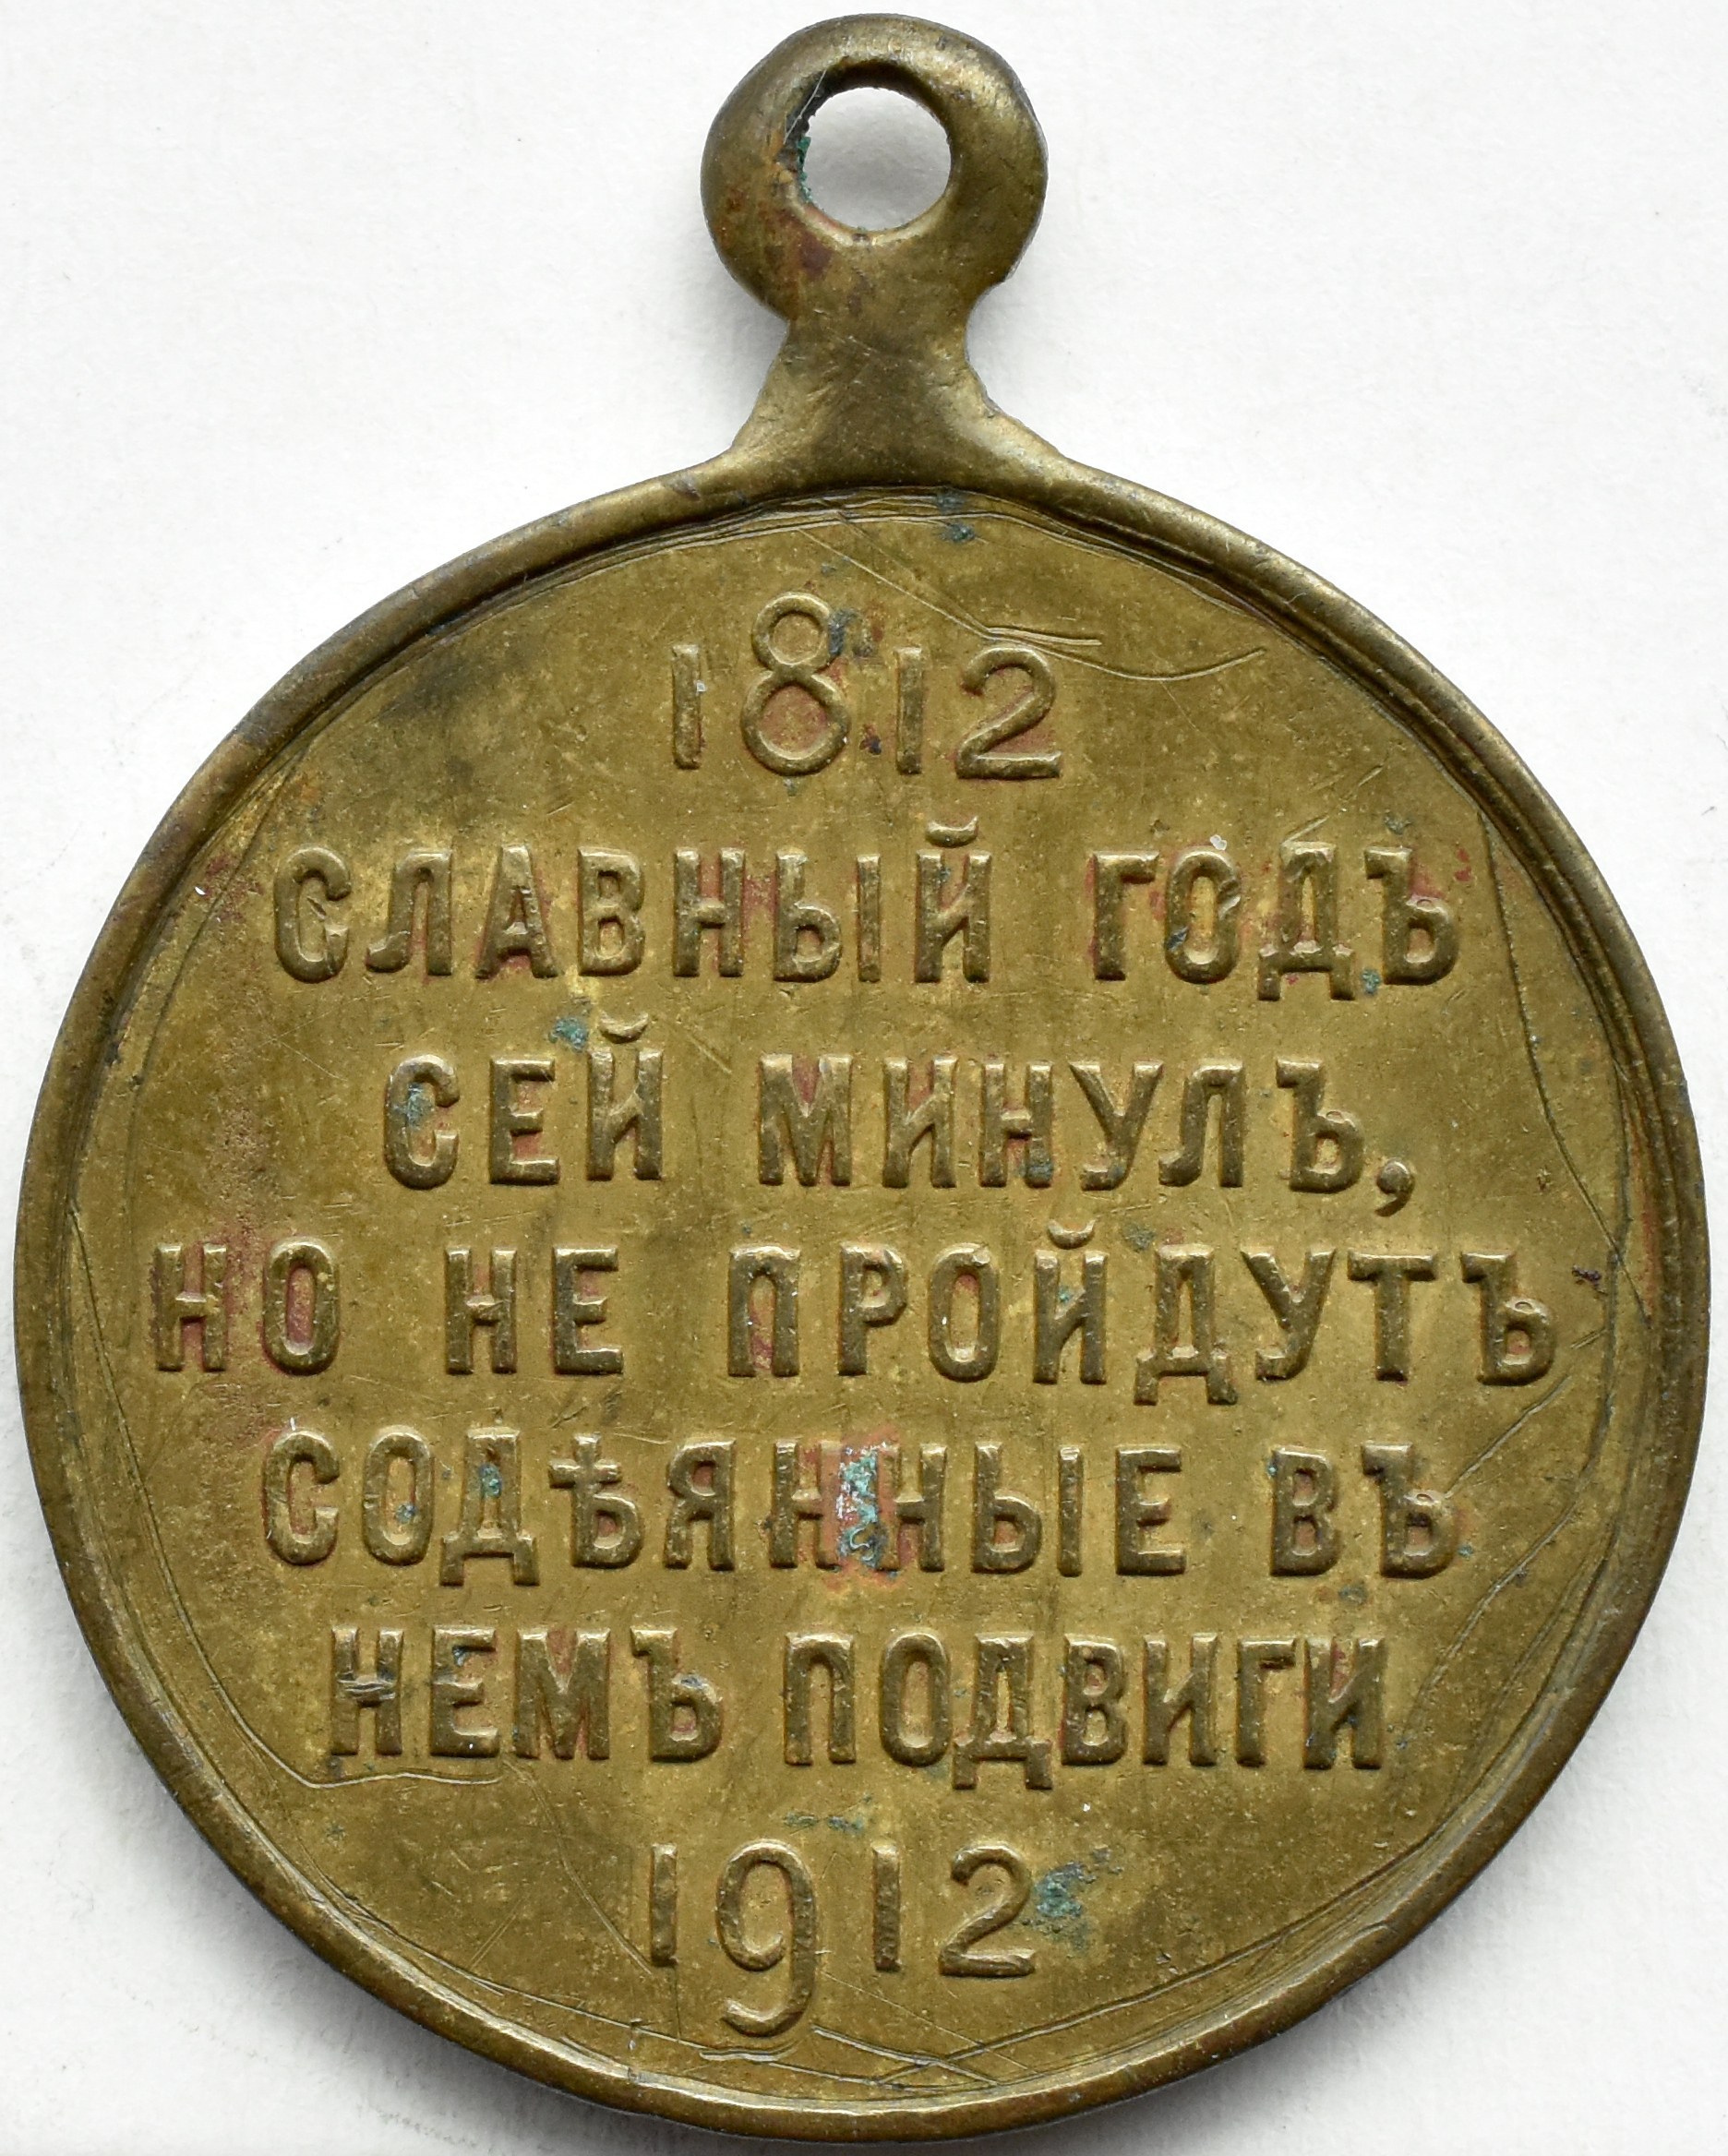 1812
СЛАВНЫЙ ГОДЪ
СЕЙ МИНУЛЪ,
НО НЕ ПРОЙДУТЪ
СОДѢЯННЫЕ ВЪ
НЕМЪ ПОДВИГИ
1912